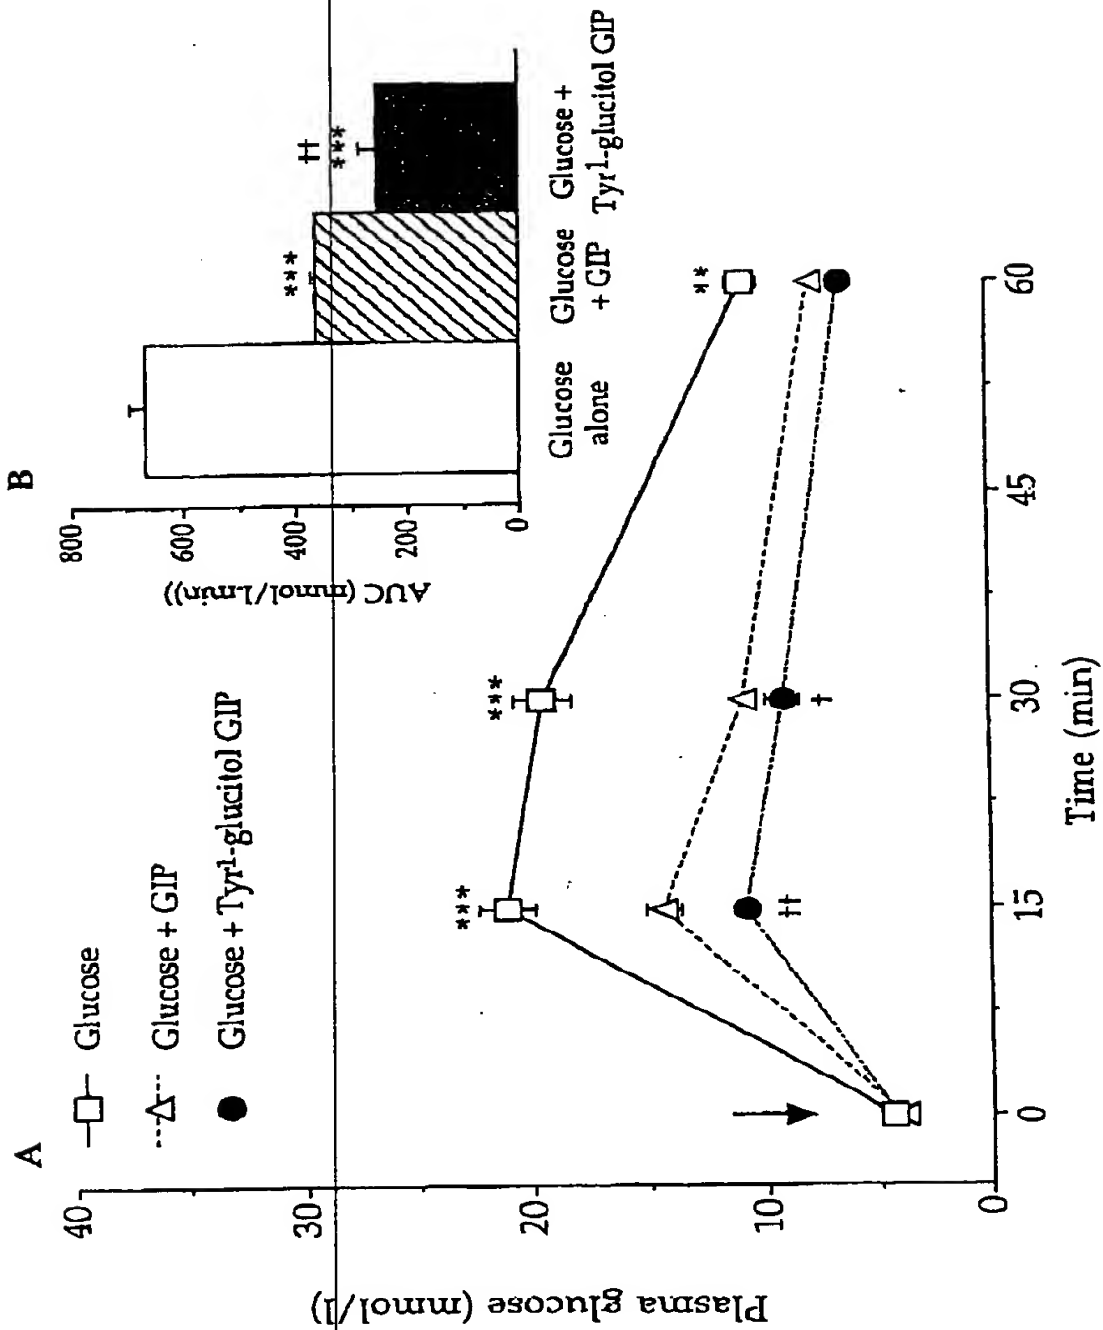 A
Glucose
Glucose + GIP
Glucose + Tyr¹-glucitol GIP
Plasma glucose (mmol/l)
40
30
20
10
0
***
***
**
††
†
0
15
30
45
60
Time (min)
B
AUC (mmol/l.min))
800
600
400
200
0
***
††
***
Glucose
alone
Glucose
+ GIP
Glucose +
Tyr¹-glucitol GIP